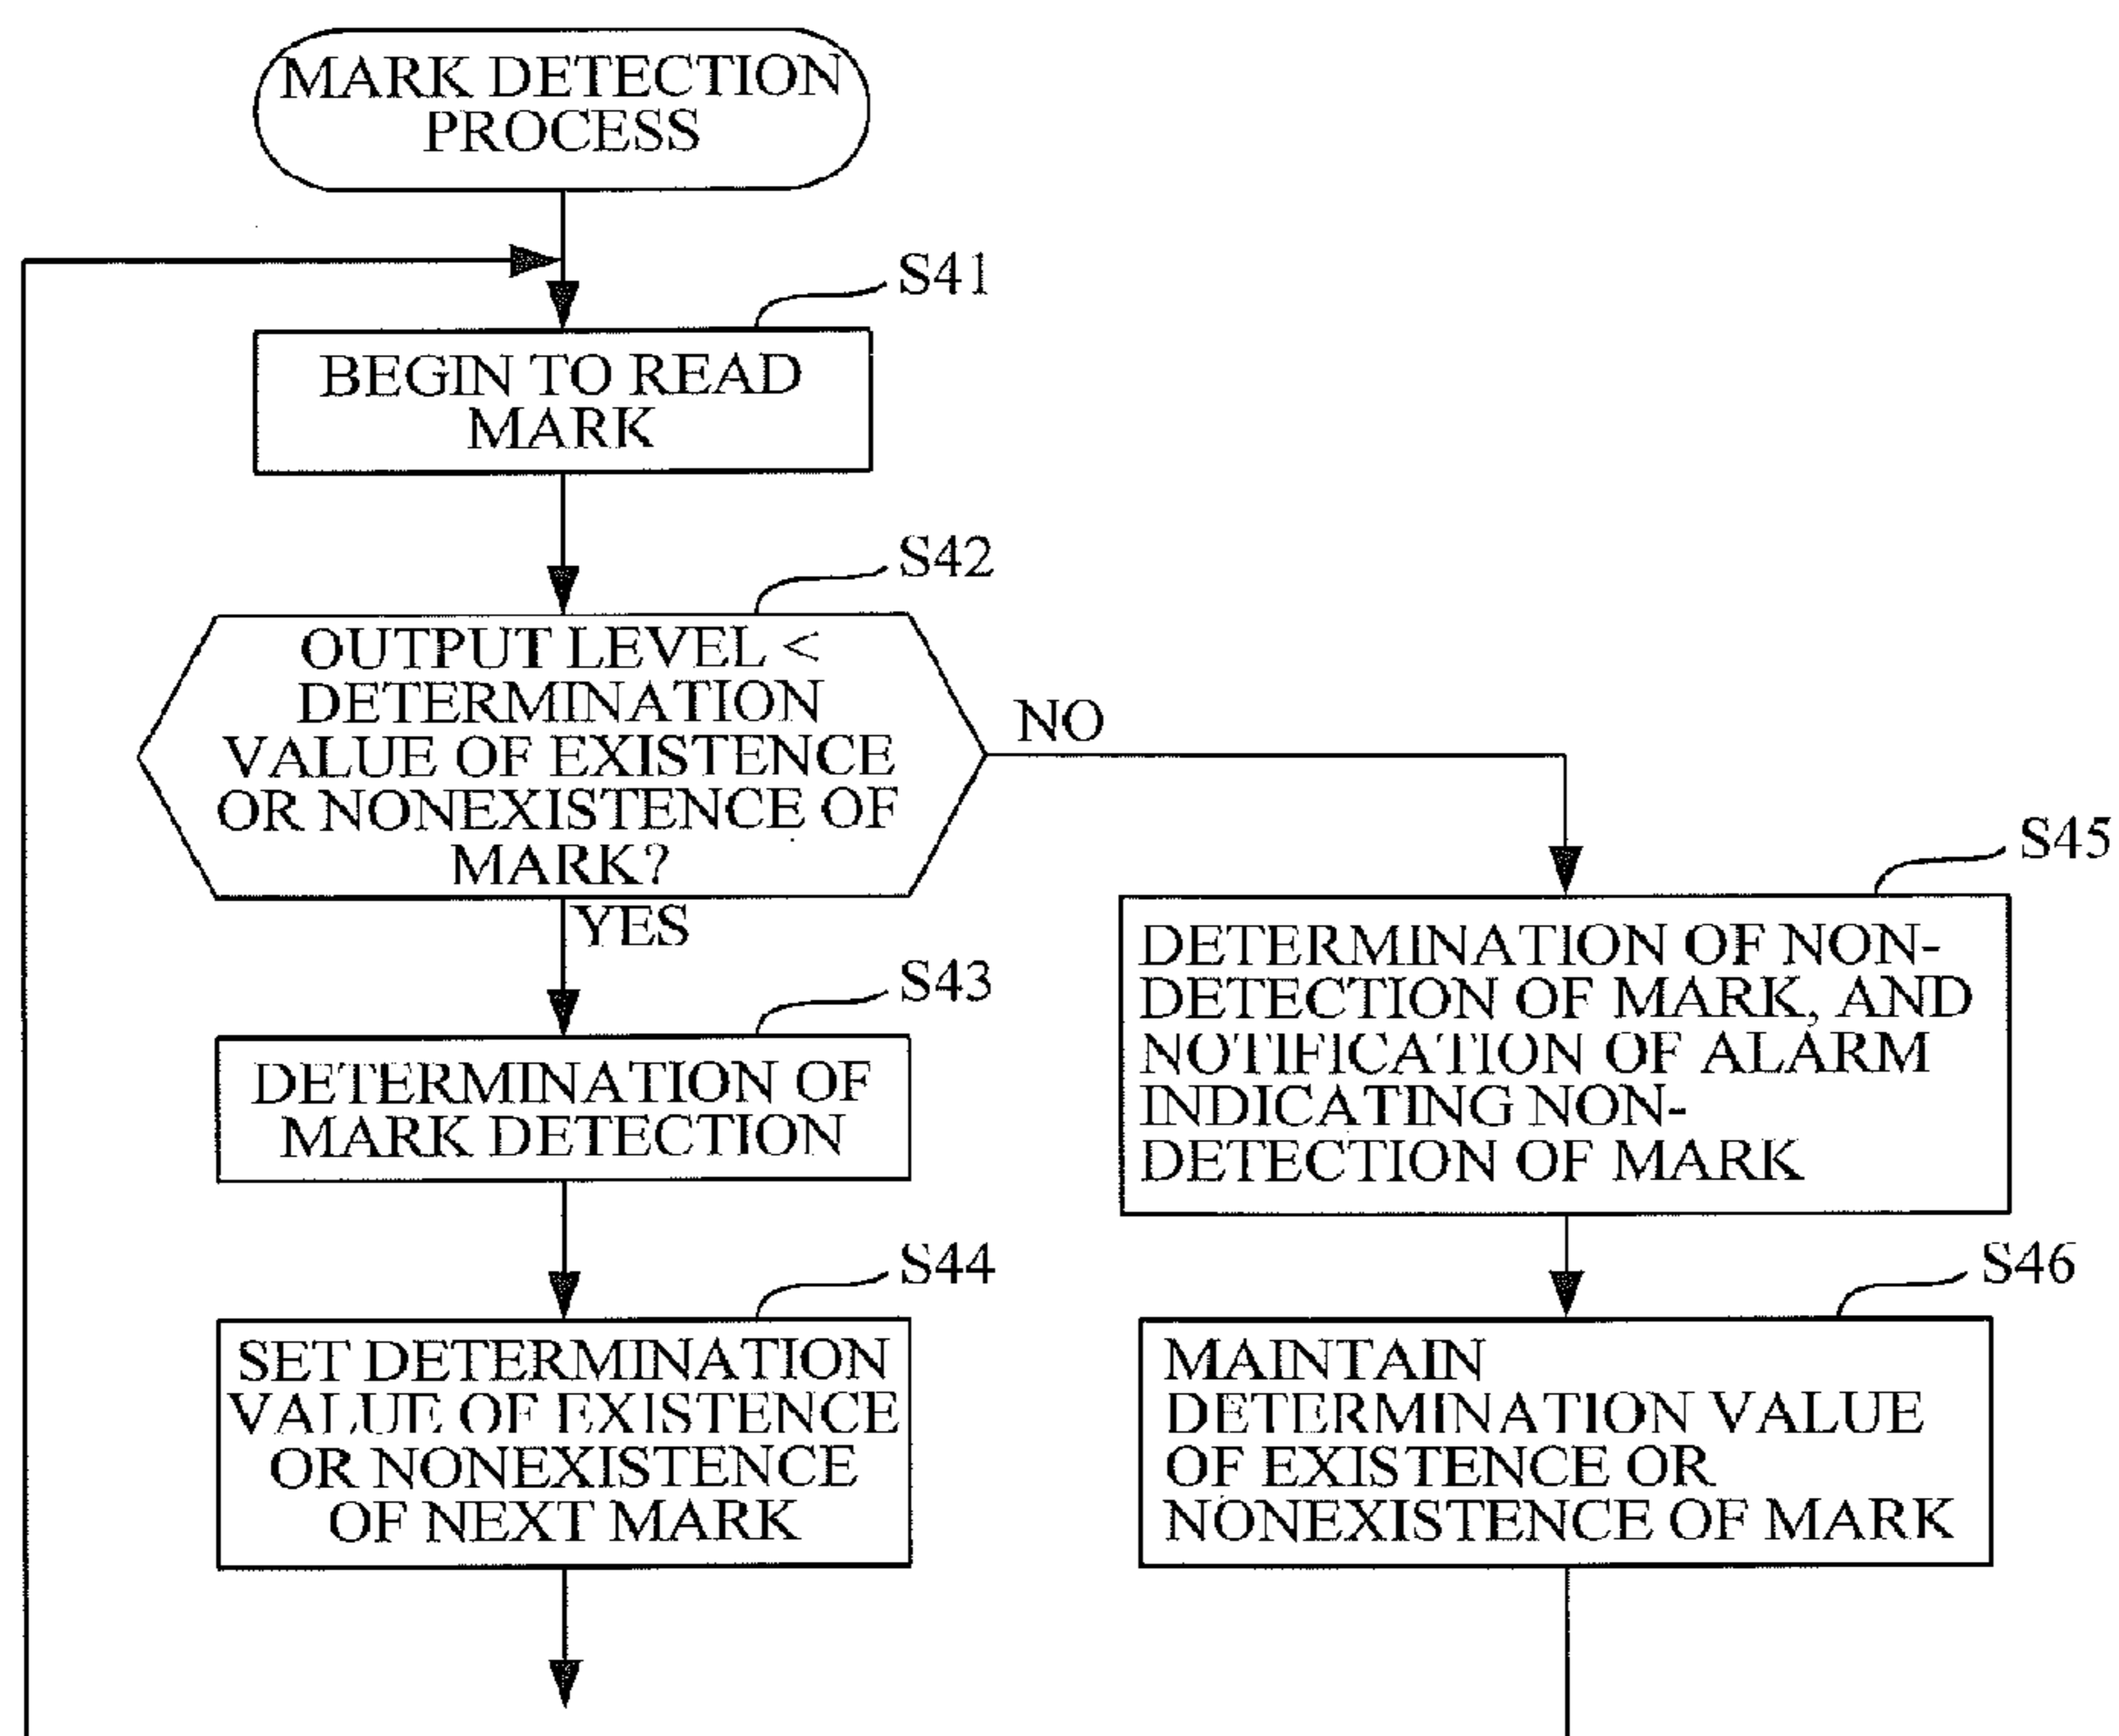 MARK DETECTION
PROCESS
S41
BEGIN TO READ
MARK
S42
OUTPUT LEVEL <
DETERMINATION
VALUE OF EXISTENCE
OR NONEXISTENCE OF
MARK?
NO
YES
S43
DETERMINATION OF
MARK DETECTION
S44
SET DETERMINATION
VALUE OF EXISTENCE
OR NONEXISTENCE
OF NEXT MARK
S45
DETERMINATION OF NON-
DETECTION OF MARK, AND
NOTIFICATION OF ALARM
INDICATING NON-
DETECTION OF MARK
S46
MAINTAIN
DETERMINATION VALUE
OF EXISTENCE OR
NONEXISTENCE OF MARK